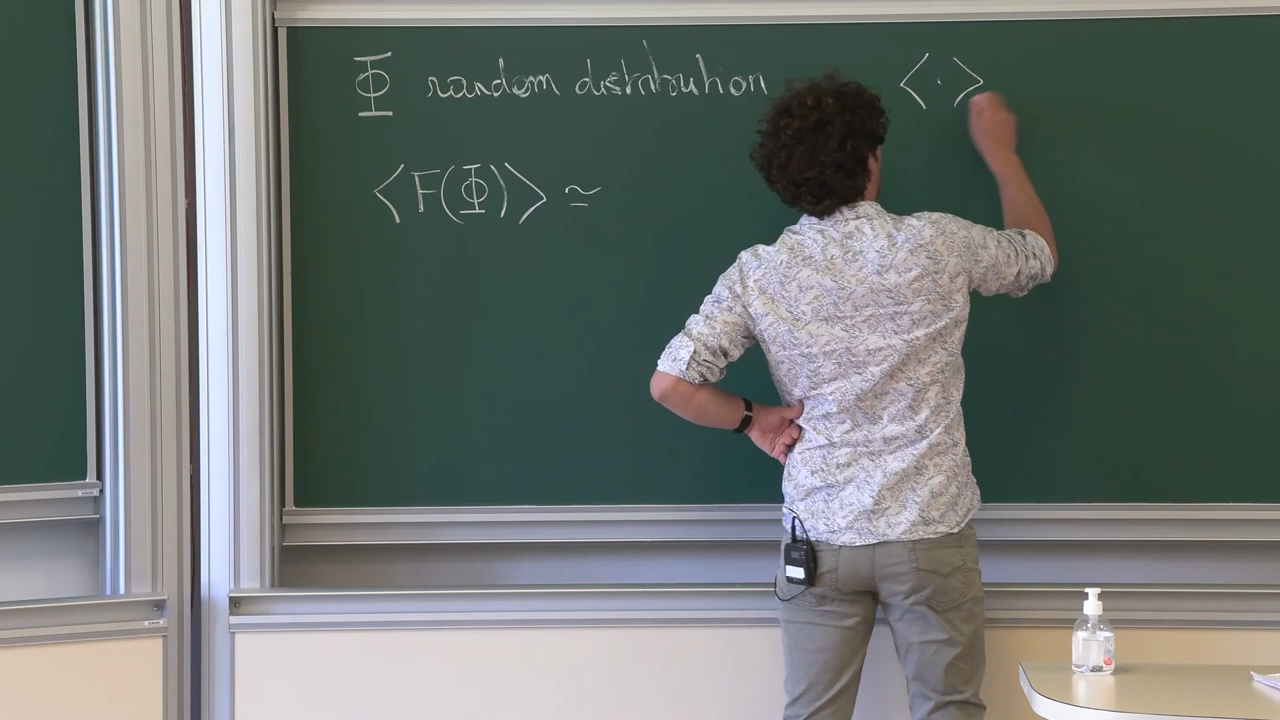 Φ random distribution ⟨ · ⟩
⟨F(Φ)⟩ ≃